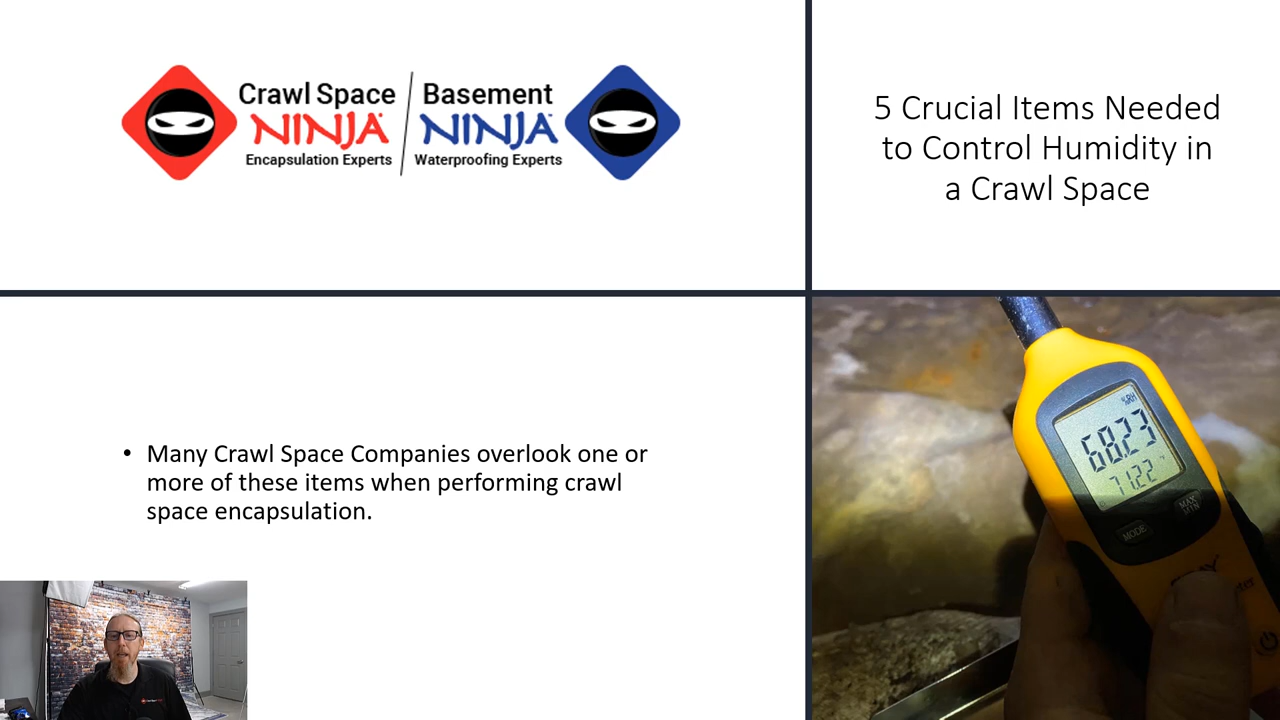 Crawl Space
NINJA
Encapsulation Experts
Basement
NINJA
Waterproofing Experts
5 Crucial Items Needed
to Control Humidity in
a Crawl Space
• Many Crawl Space Companies overlook one or
more of these items when performing crawl
space encapsulation.
%RH
68.23
71.22
MODE
MAX
MIN